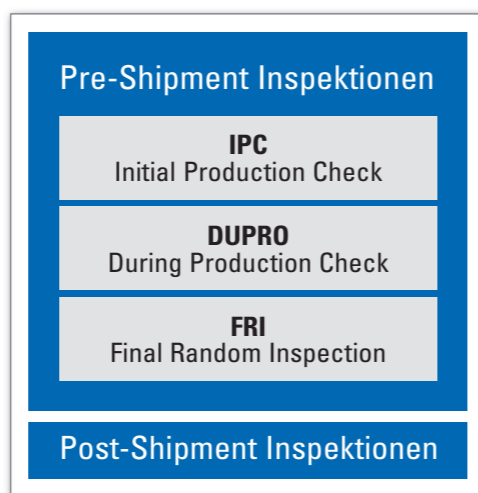 Pre-Shipment Inspektionen
IPC
Initial Production Check
DUPRO
During Production Check
FRI
Final Random Inspection
Post-Shipment Inspektionen